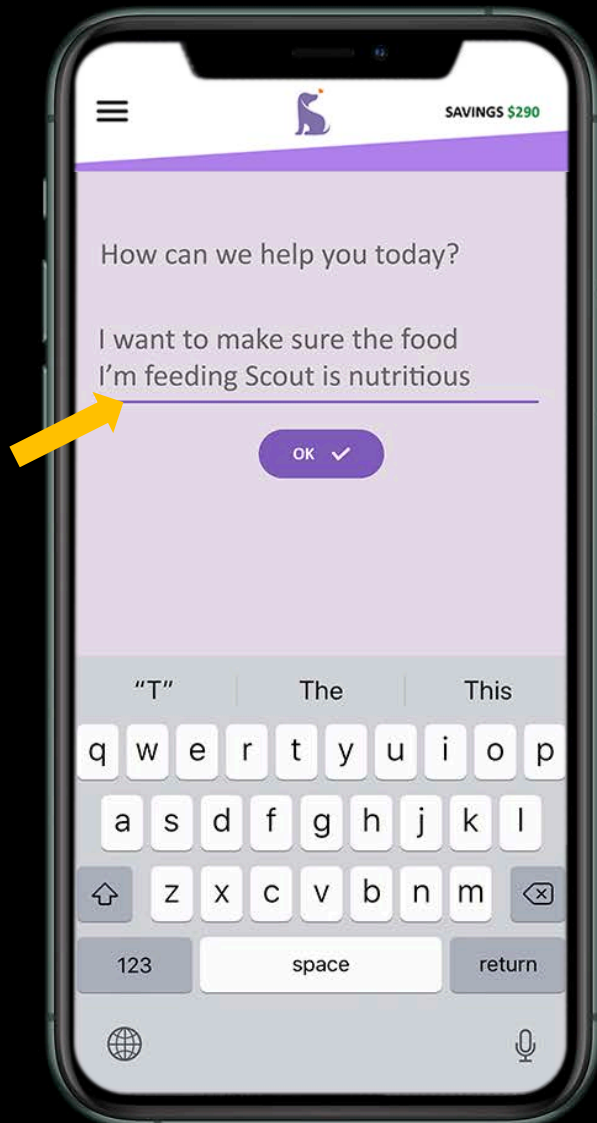 SAVINGS $290
How can we help you today?
I want to make sure the food
I'm feeding Scout is nutritious
OK
"T" The This
q w e r t y u i o p
a s d f g h j k l
z x c v b n m
123 space return